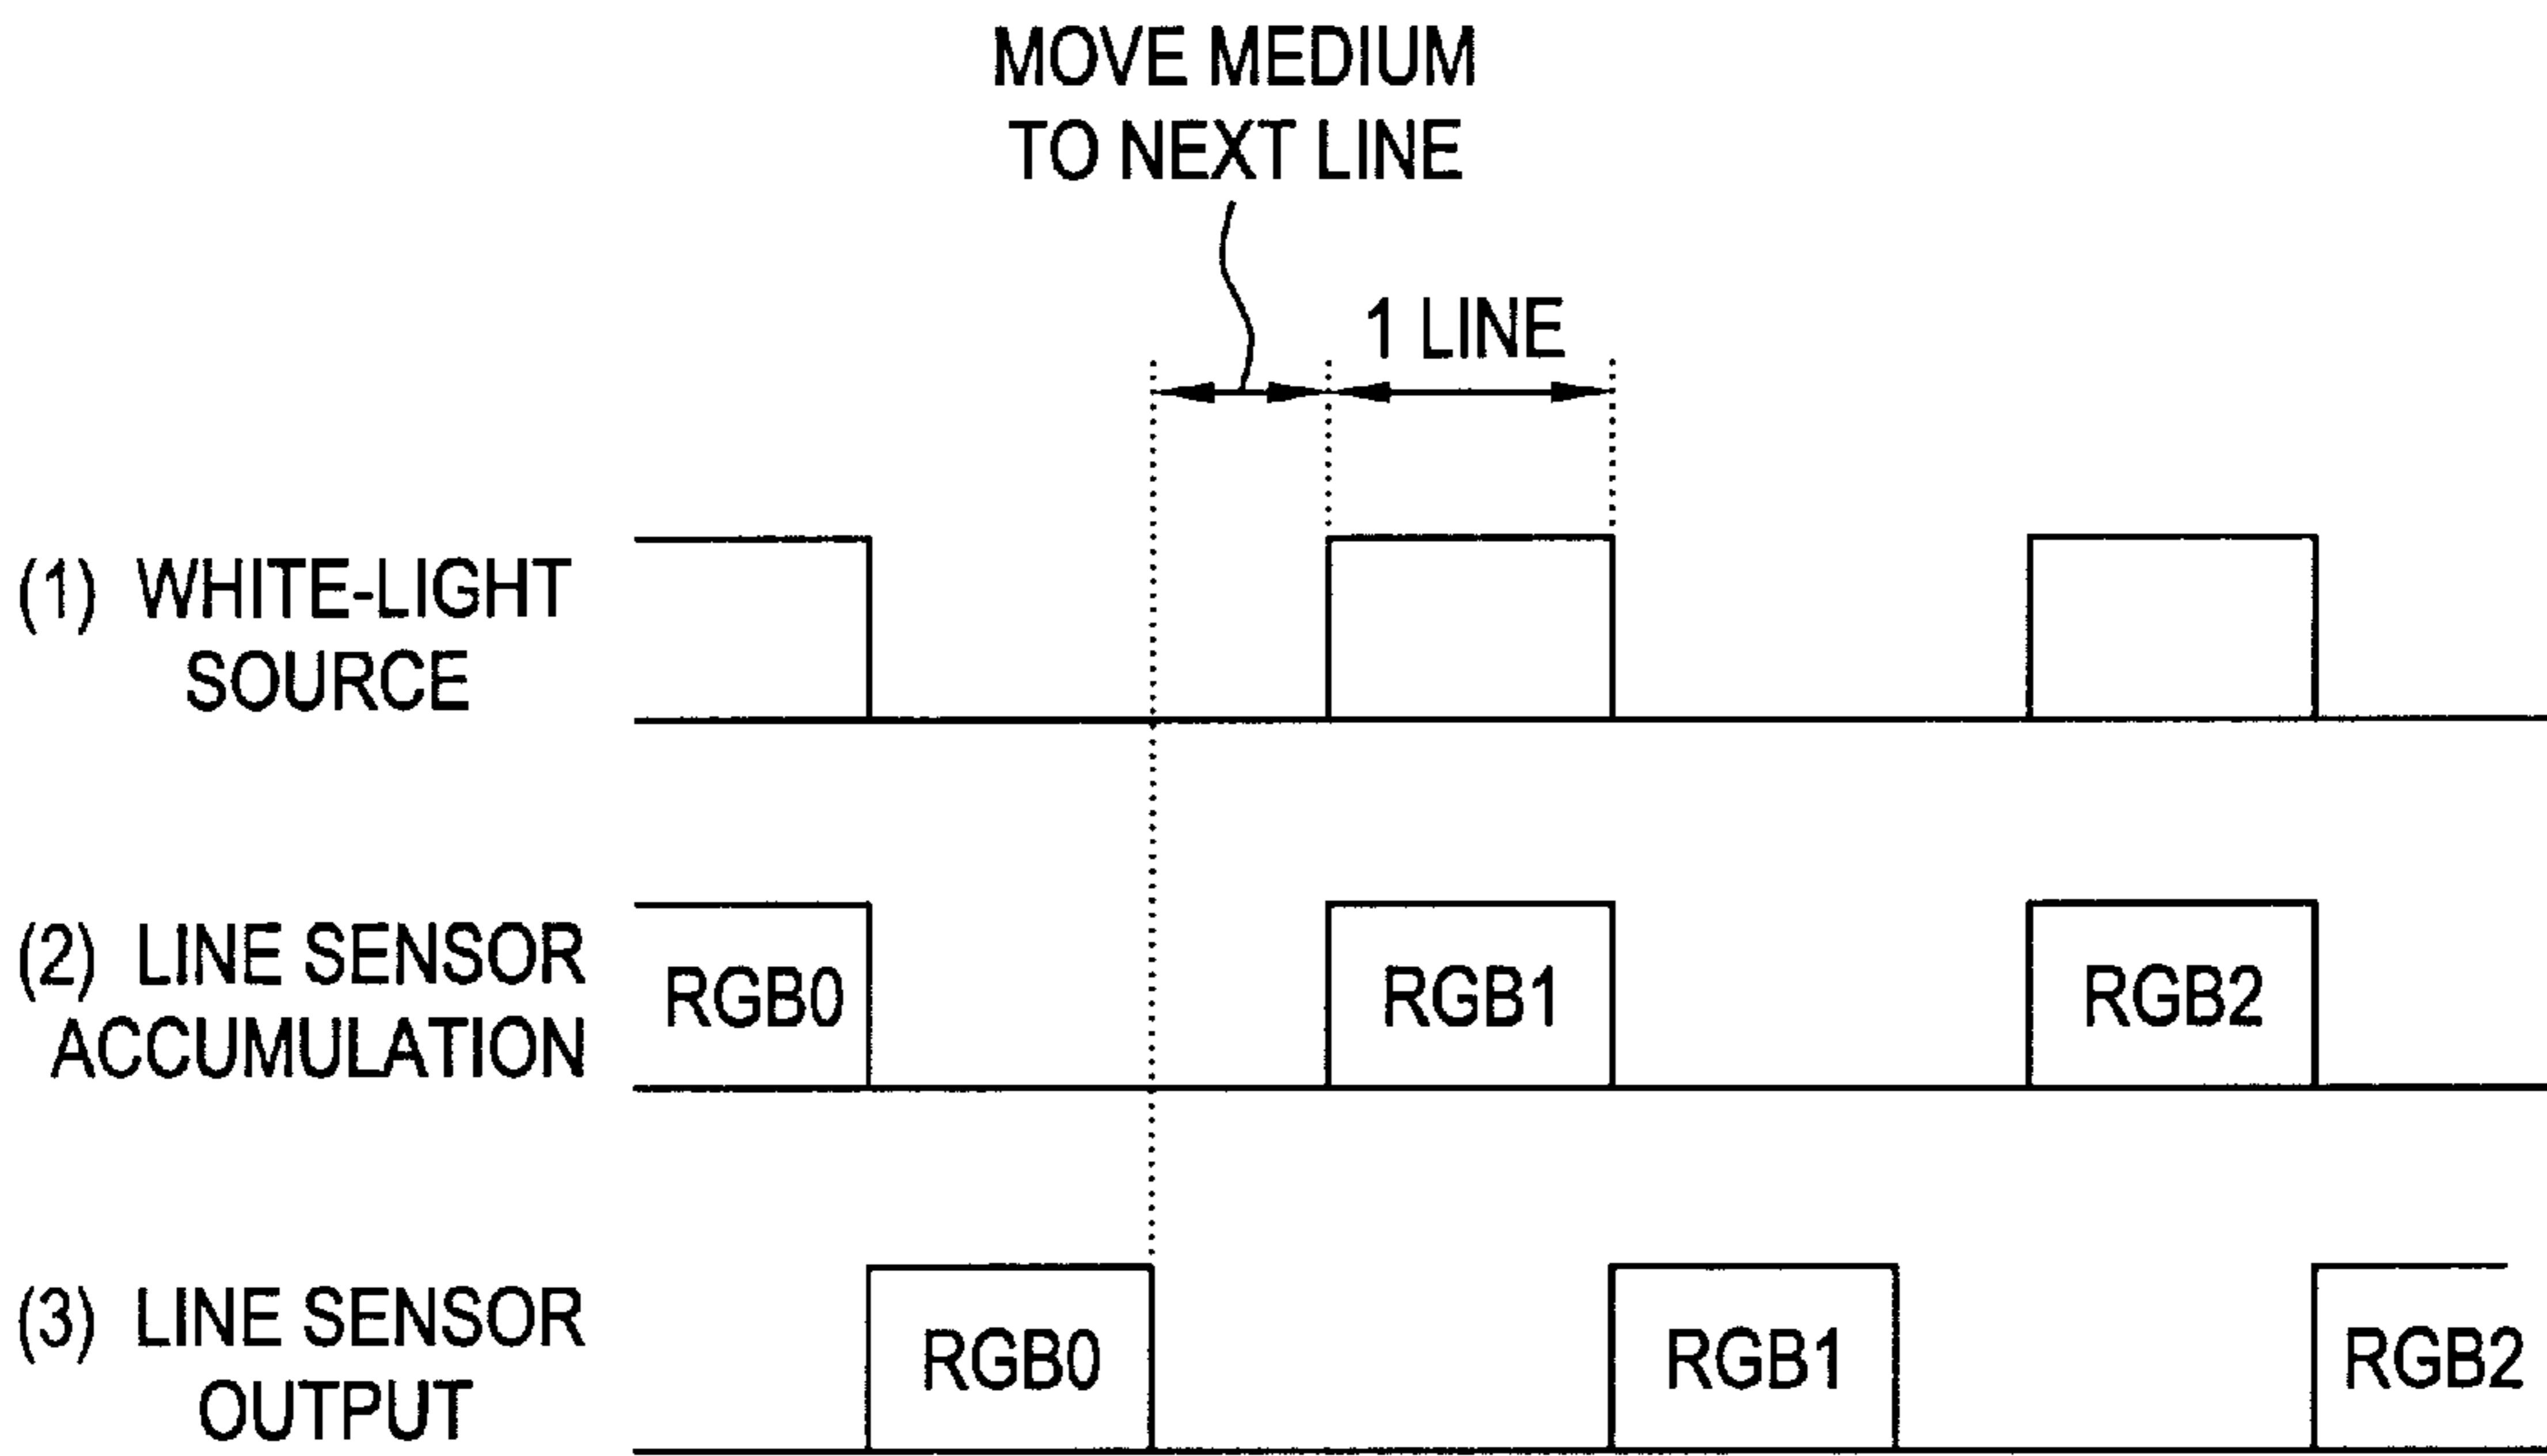 MOVE MEDIUM
TO NEXT LINE
1 LINE
(1) WHITE-LIGHT
SOURCE
(2) LINE SENSOR
ACCUMULATION
RGB0
RGB1
RGB2
(3) LINE SENSOR
OUTPUT
RGB0
RGB1
RGB2